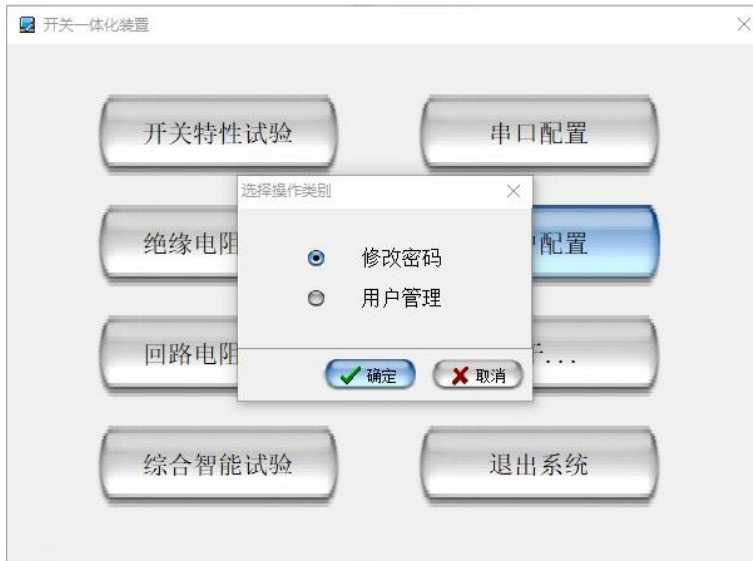 开关一体化装置
开关特性试验
串口配置
选择操作类别
绝缘电阻
配置
修改密码
用户管理
回路电阻
...
确定
取消
综合智能试验
退出系统